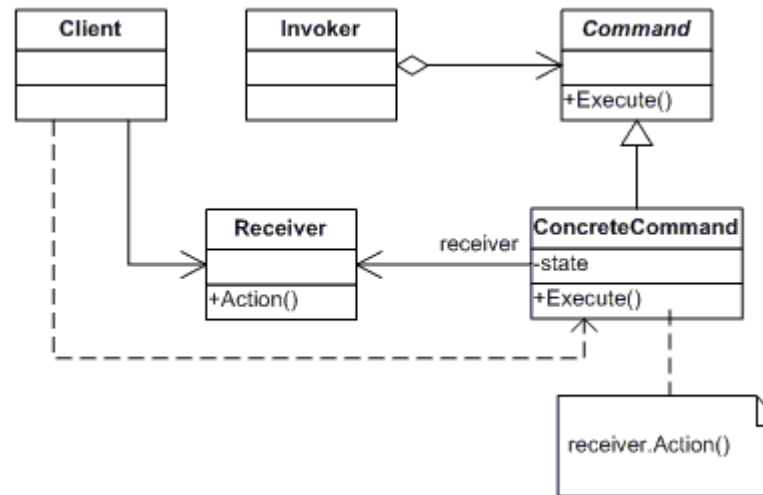 Client
Invoker
Command
+Execute()
Receiver
+Action()
receiver
ConcreteCommand
-state
+Execute()
receiver.Action()